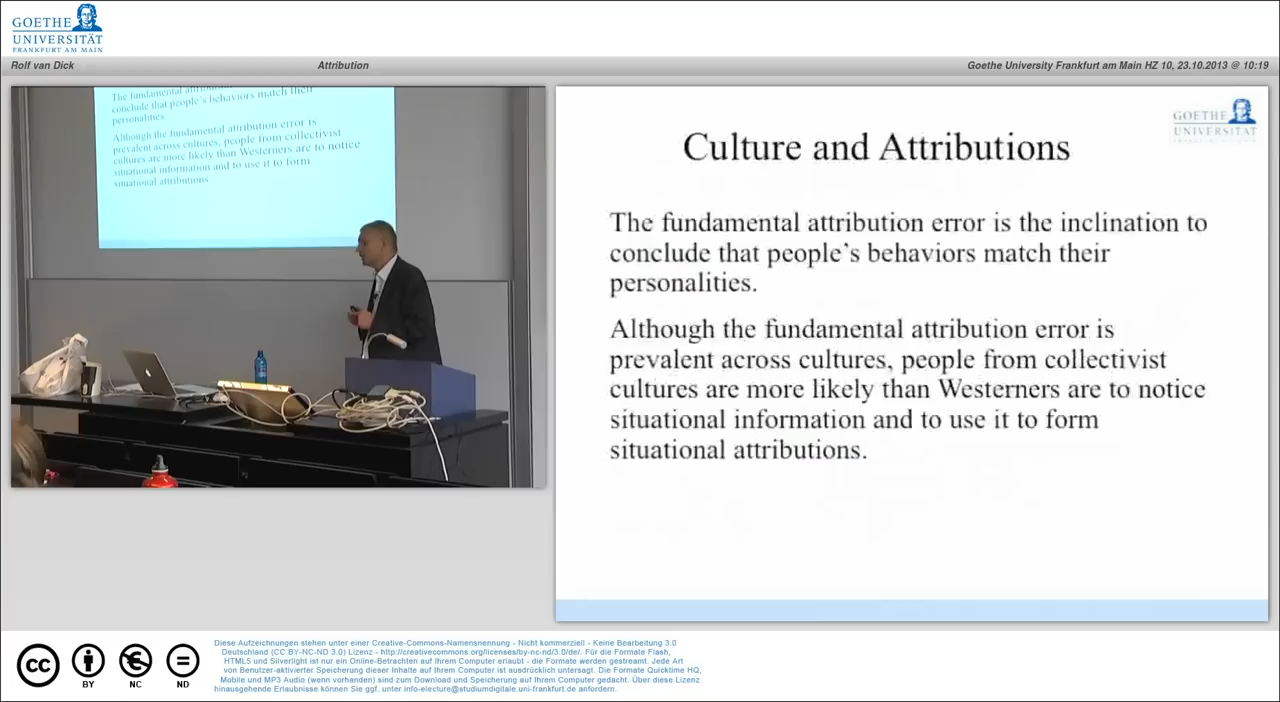 GOETHE
UNIVERSITÄT
FRANKFURT AM MAIN
Rolf van Dick
Attribution
Goethe University Frankfurt am Main HZ 10, 23.10.2013 @ 10:19
The fundamental
conclude that people's behaviors match their
personalities.
Although the fundamental attribution error is
prevalent across cultures, people from collectivist
cultures are more likely than Westerners are to notice
situational information and to use it to form
situational attributions
GOETHE
UNIVERSITÄT
Culture and Attributions
The fundamental attribution error is the inclination to
conclude that people's behaviors match their
personalities.
Although the fundamental attribution error is
prevalent across cultures, people from collectivist
cultures are more likely than Westerners are to notice
situational information and to use it to form
situational attributions.
cc
BY
NC
ND
Diese Aufzeichnungen stehen unter einer Creative-Commons-Namensnennung - Nicht kommerziell - Keine Bearbeitung 3.0
Deutschland (CC BY-NC-ND 3.0) Lizenz - http://creativecommons.org/licenses/by-nc-nd/3.0/de/. Für die Formate Flash,
HTML5 und Silverlight ist nur ein Online-Betrachten auf Ihrem Computer erlaubt - die Formate werden gestreamt. Jede Art
von Benutzer-aktivierter Speicherung dieser Inhalte auf Ihrem Computer ist ausdrücklich untersagt. Die Formate Quicktime HQ,
Mobile und MP3 Audio (wenn vorhanden) sind zum Download und Speicherung auf Ihrem Computer gedacht. Über diese Lizenz
hinausgehende Erlaubnisse können Sie ggf. unter info-electure@studiumdigitale.uni-frankfurt.de anfordern.